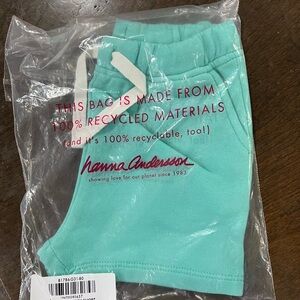 THIS BAG IS MADE FROM
100% RECYCLED MATERIALS
(and it's 100% recyclable, too!)
hanna andersson
showing love for our planet since 1983